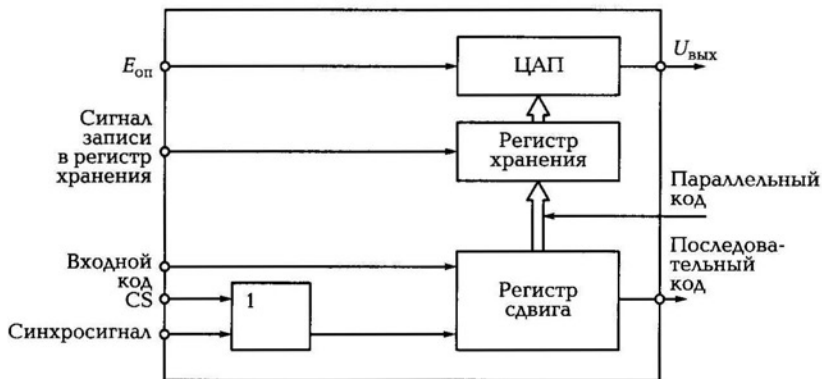 Eоп
ЦАП
Uвых
Сигнал
записи
в регистр
хранения
Регистр
хранения
Параллельный
код
Входной
код
CS
Синхросигнал
1
Регистр
сдвига
Последова-
тельный
код